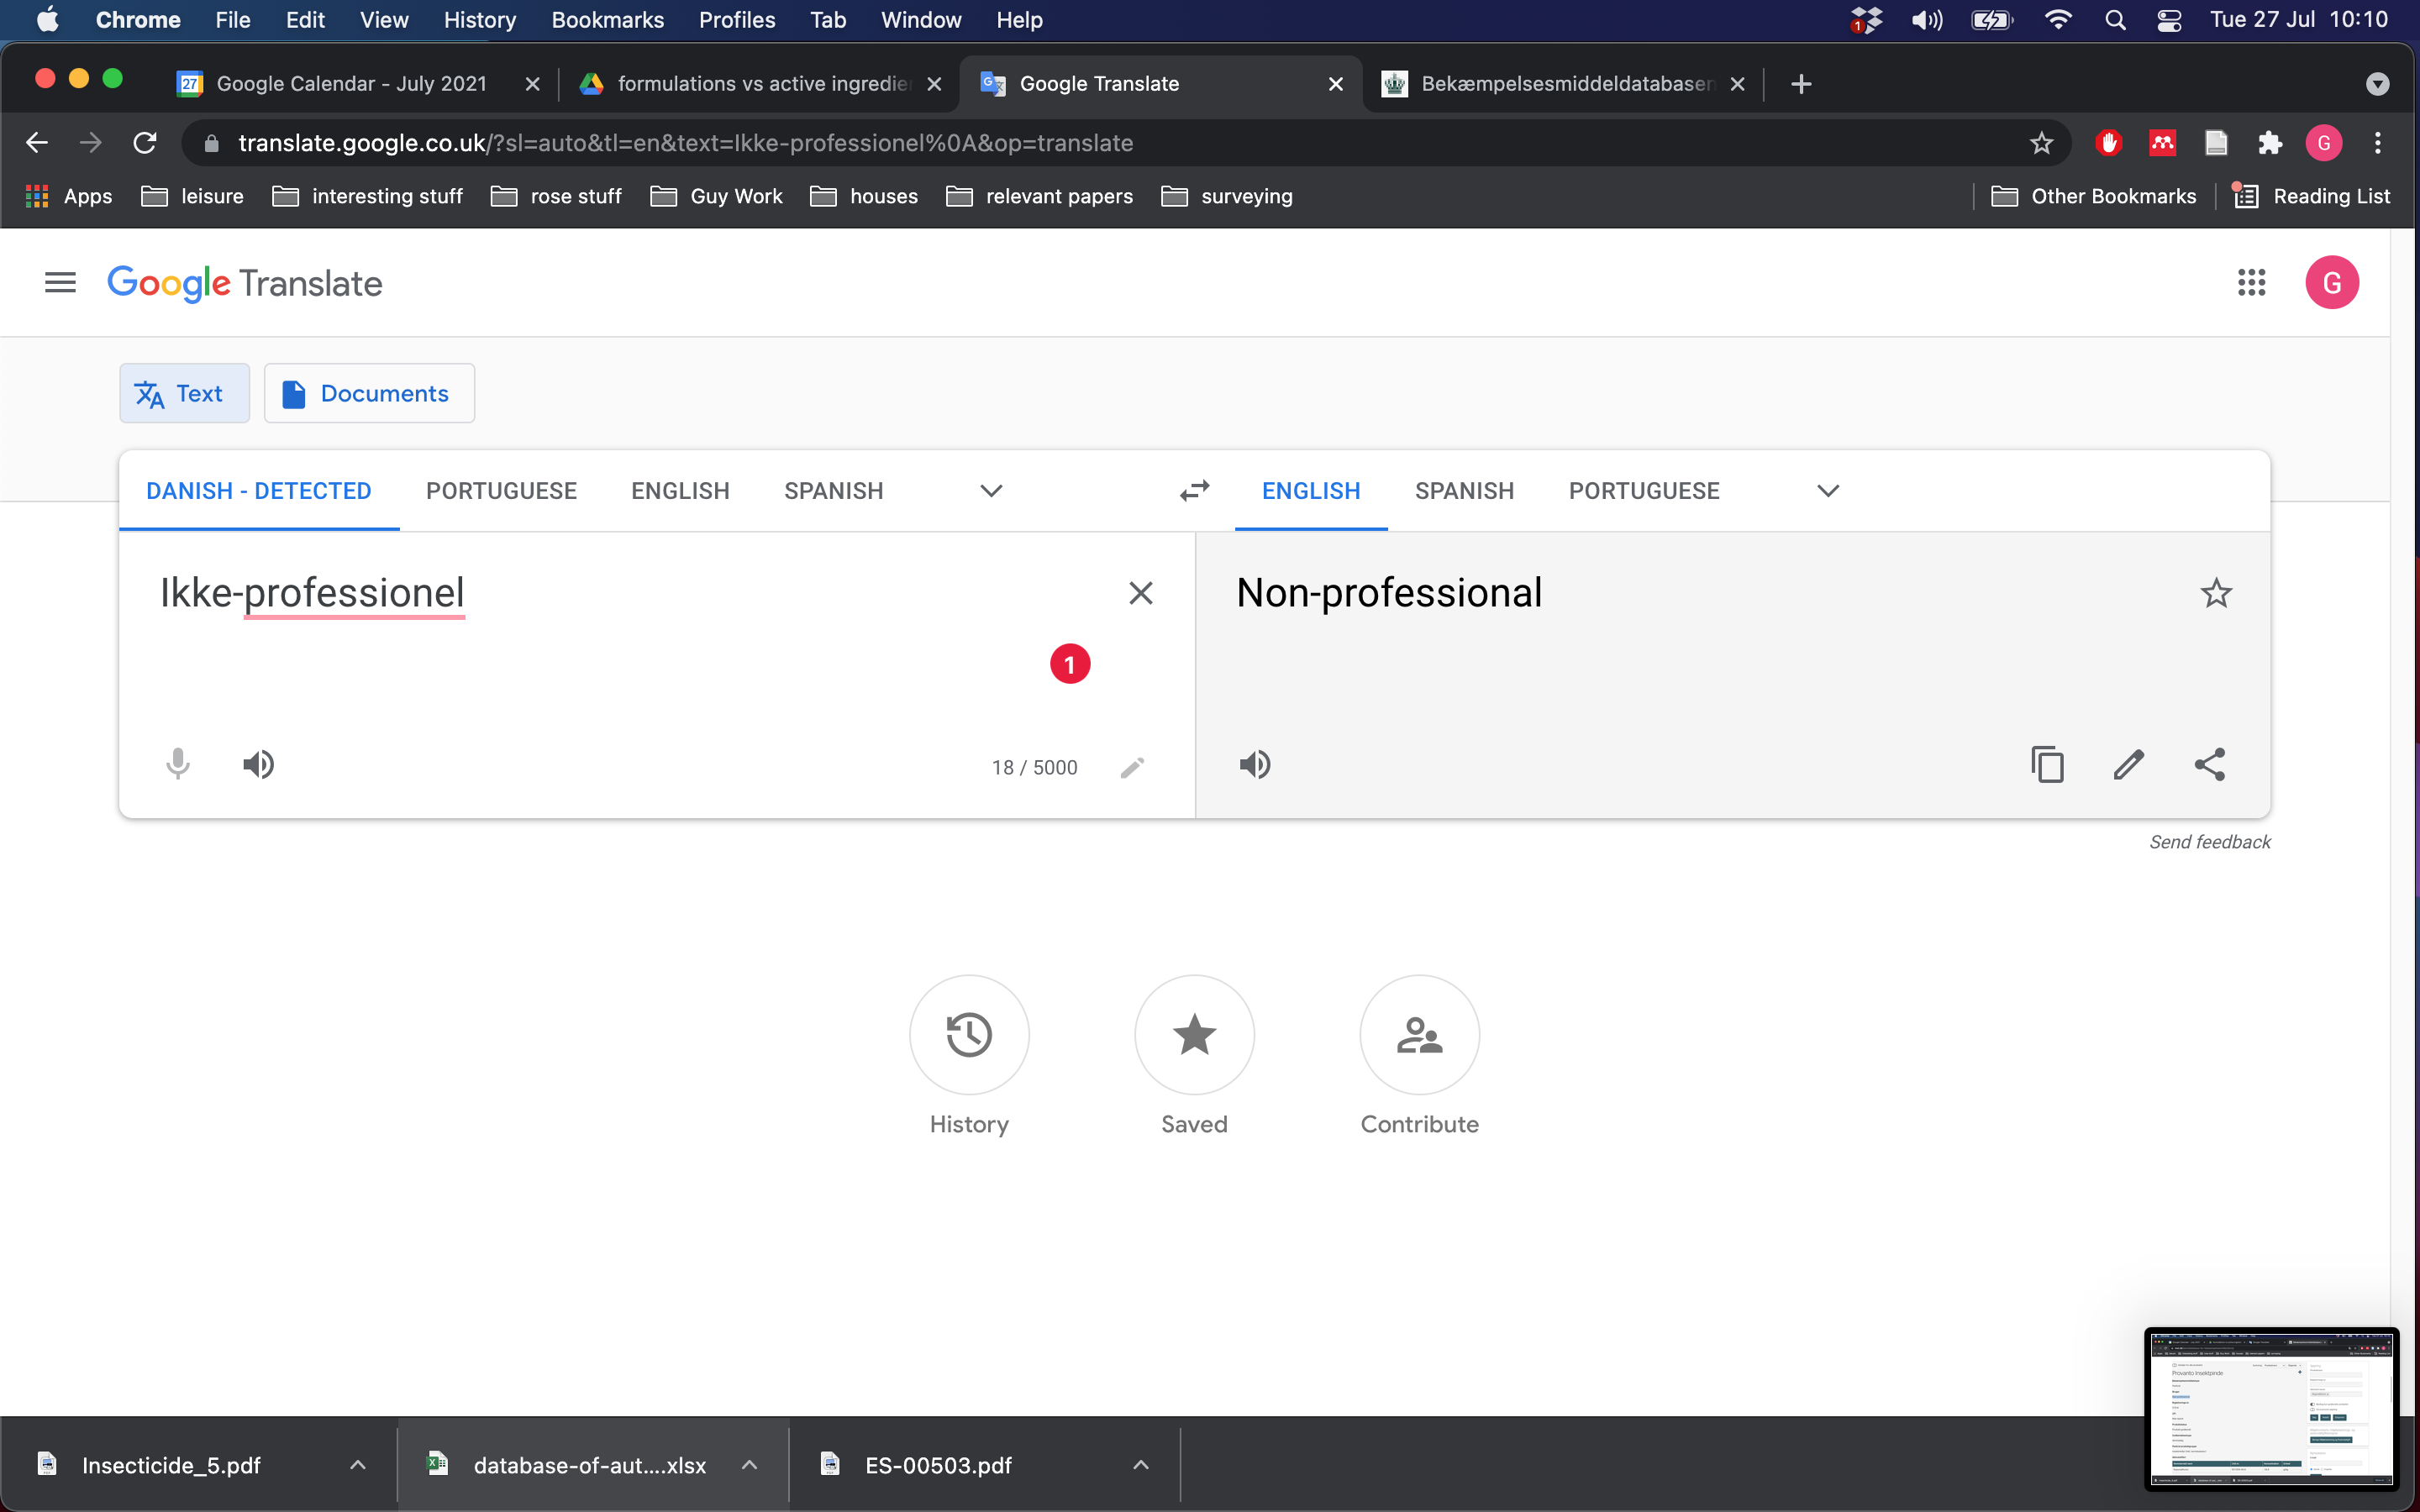 Chrome File Edit View History Bookmarks Profiles Tab Window Help 1 Tue 27 Jul 10:10
27 Google Calendar - July 2021 formulations vs active ingredie Google Translate Bekæmpelsesmiddeldatabasen
translate.google.co.uk/?sl=auto&tl=en&text=Ikke-professionel%0A&op=translate G
Apps leisure interesting stuff rose stuff Guy Work houses relevant papers surveying Other Bookmarks Reading List
Google Translate G
Text Documents
DANISH - DETECTED PORTUGUESE ENGLISH SPANISH ENGLISH SPANISH PORTUGUESE
Ikke-professionel Non-professional
1
18 / 5000
Send feedback
History Saved Contribute
Provanto Insektpinde
Insecticide_5.pdf database-of-aut....xlsx ES-00503.pdf